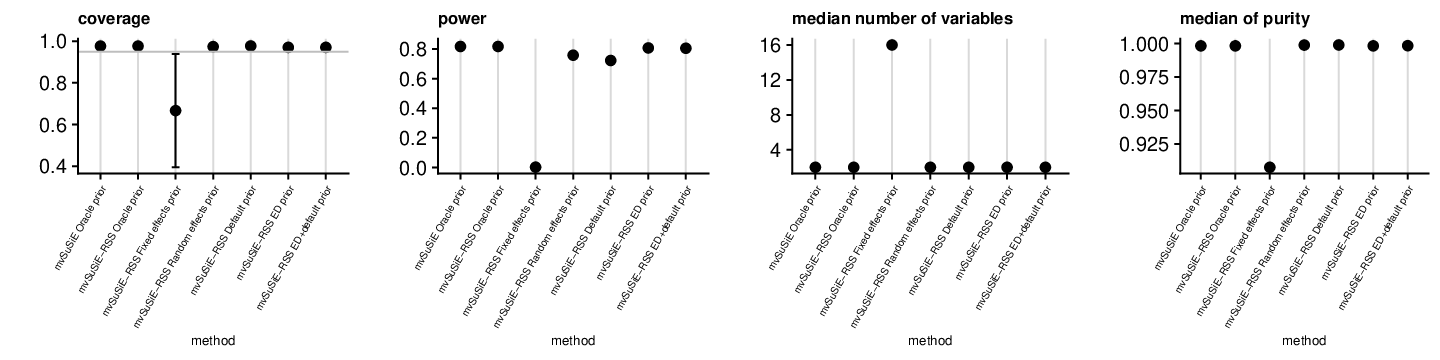 coverage
1.0
0.8
0.6
0.4
mvSuSiE Oracle prior
mvSuSiE−RSS Oracle prior
mvSuSiE−RSS Fixed effects prior
mvSuSiE−RSS Random effects prior
mvSuSiE−RSS Default prior
mvSuSiE−RSS ED prior
mvSuSiE−RSS ED+default prior
method
power
0.8
0.6
0.4
0.2
0.0
mvSuSiE Oracle prior
mvSuSiE−RSS Oracle prior
mvSuSiE−RSS Fixed effects prior
mvSuSiE−RSS Random effects prior
mvSuSiE−RSS Default prior
mvSuSiE−RSS ED prior
mvSuSiE−RSS ED+default prior
method
median number of variables
16
12
8
4
mvSuSiE Oracle prior
mvSuSiE−RSS Oracle prior
mvSuSiE−RSS Fixed effects prior
mvSuSiE−RSS Random effects prior
mvSuSiE−RSS Default prior
mvSuSiE−RSS ED prior
mvSuSiE−RSS ED+default prior
method
median of purity
1.000
0.975
0.950
0.925
mvSuSiE Oracle prior
mvSuSiE−RSS Oracle prior
mvSuSiE−RSS Fixed effects prior
mvSuSiE−RSS Random effects prior
mvSuSiE−RSS Default prior
mvSuSiE−RSS ED prior
mvSuSiE−RSS ED+default prior
method